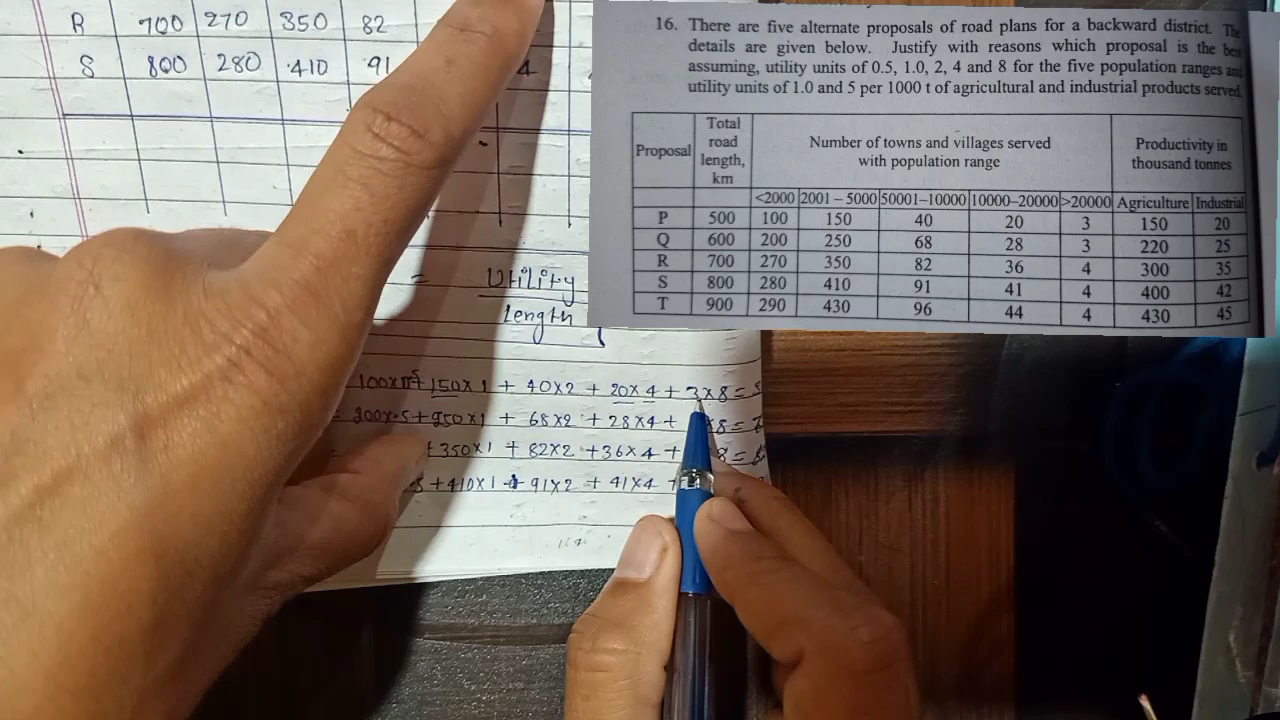 R 700 270 350 82
S 800 280 410 91 4
= Utility
Length
100x0.5+ 150x1 + 40x2 + 20x4 + 3x8 =
= 200x.5+250x1 + 68x2 + 28x4 + x8 =
+350x1 + 82x2 +36x4 + 8 =
+410x1 + 91x2 + 41x4 +
16. There are five alternate proposals of road plans for a backward district. The
details are given below. Justify with reasons which proposal is the best
assuming, utility units of 0.5, 1.0, 2, 4 and 8 for the five population ranges and
utility units of 1.0 and 5 per 1000 t of agricultural and industrial products served
Proposal Total road length, km Number of towns and villages served with population range Productivity in thousand tonnes
<2000 2001 – 5000 50001–10000 10000–20000 >20000 Agriculture Industrial
P 500 100 150 40 20 3 150 20
Q 600 200 250 68 28 3 220 25
R 700 270 350 82 36 4 300 35
S 800 280 410 91 41 4 400 42
T 900 290 430 96 44 4 430 45